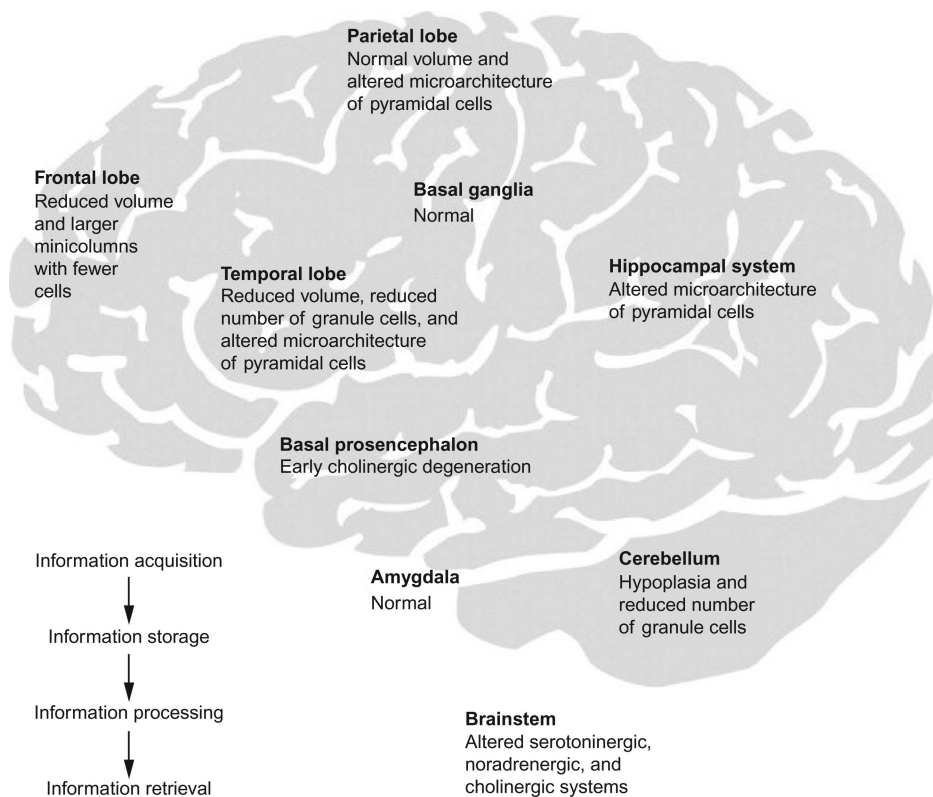 Parietal lobe
Normal volume and
altered microarchitecture
of pyramidal cells
Frontal lobe
Reduced volume
and larger
minicolumns
with fewer
cells
Basal ganglia
Normal
Temporal lobe
Reduced volume, reduced
number of granule cells, and
altered microarchitecture
of pyramidal cells
Hippocampal system
Altered microarchitecture
of pyramidal cells
Basal prosencephalon
Early cholinergic degeneration
Information acquisition
Information storage
Information processing
Information retrieval
Amygdala
Normal
Cerebellum
Hypoplasia and
reduced number
of granule cells
Brainstem
Altered serotoninergic,
noradrenergic, and
cholinergic systems